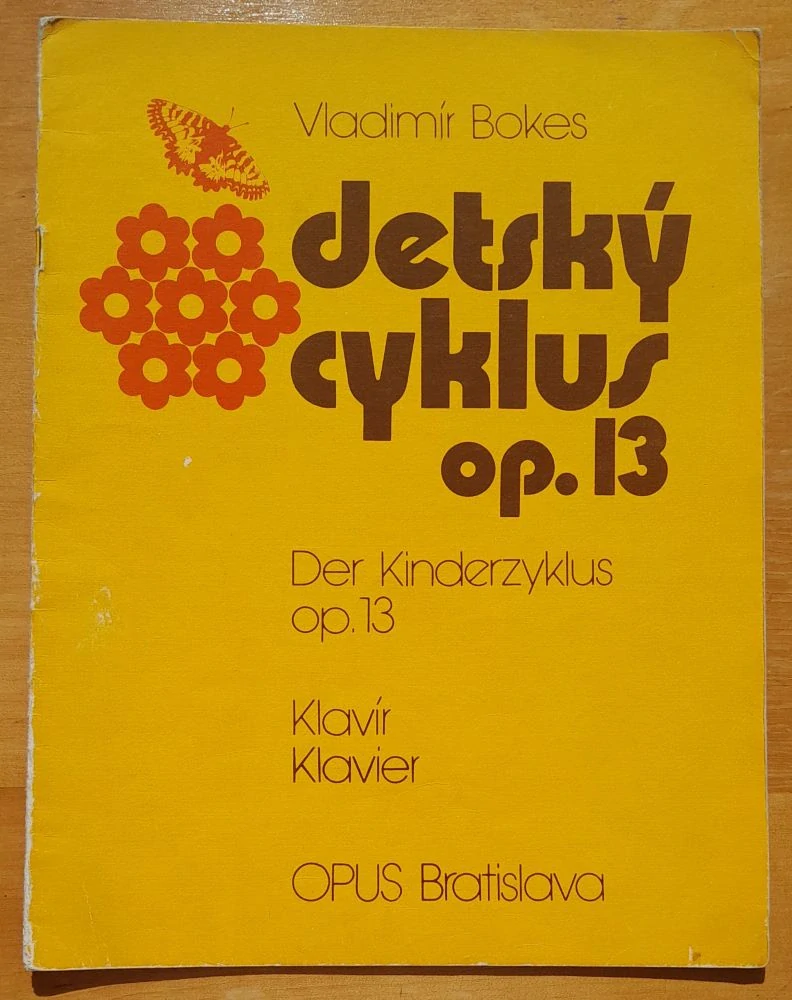 Vladimír Bokes
detský
cyklus
op. 13
Der Kinderzyklus
op. 13
Klavír
Klavier
OPUS Bratislava